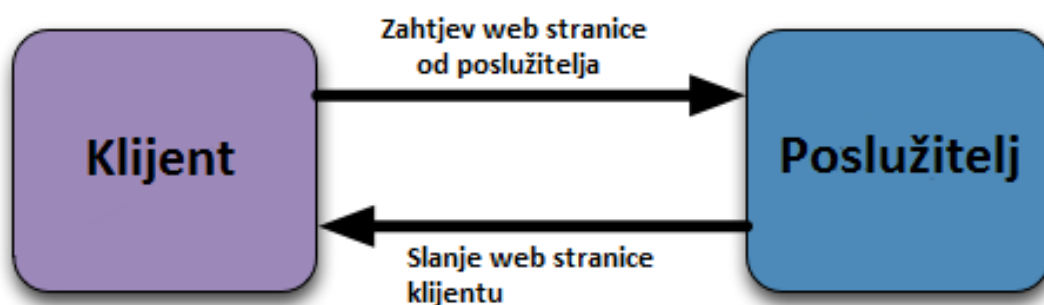 Zahtjev web stranice
od poslužitelja
Klijent
Poslužitelj
Slanje web stranice
klijentu